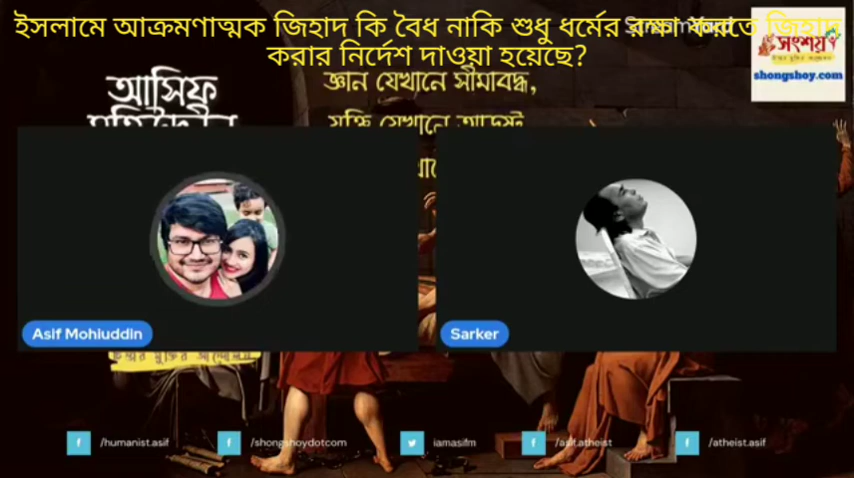 ইসলামে আক্রমণাত্মক জিহাদ কি বৈধ নাকি শুধু ধর্মের রক্ষা করতে জিহাদ
করার নির্দেশ দাওয়া হয়েছে?
সংশয়
shongshoy.com
আসিফ
জ্ঞান যেখানে সীমাবদ্ধ,
যুক্তি যেখানে আড়ষ্ট
Asif Mohiuddin
Sarker
/humanist.asif
/shongshoydotcom
iamasifm
/asif.atheist
/atheist.asif